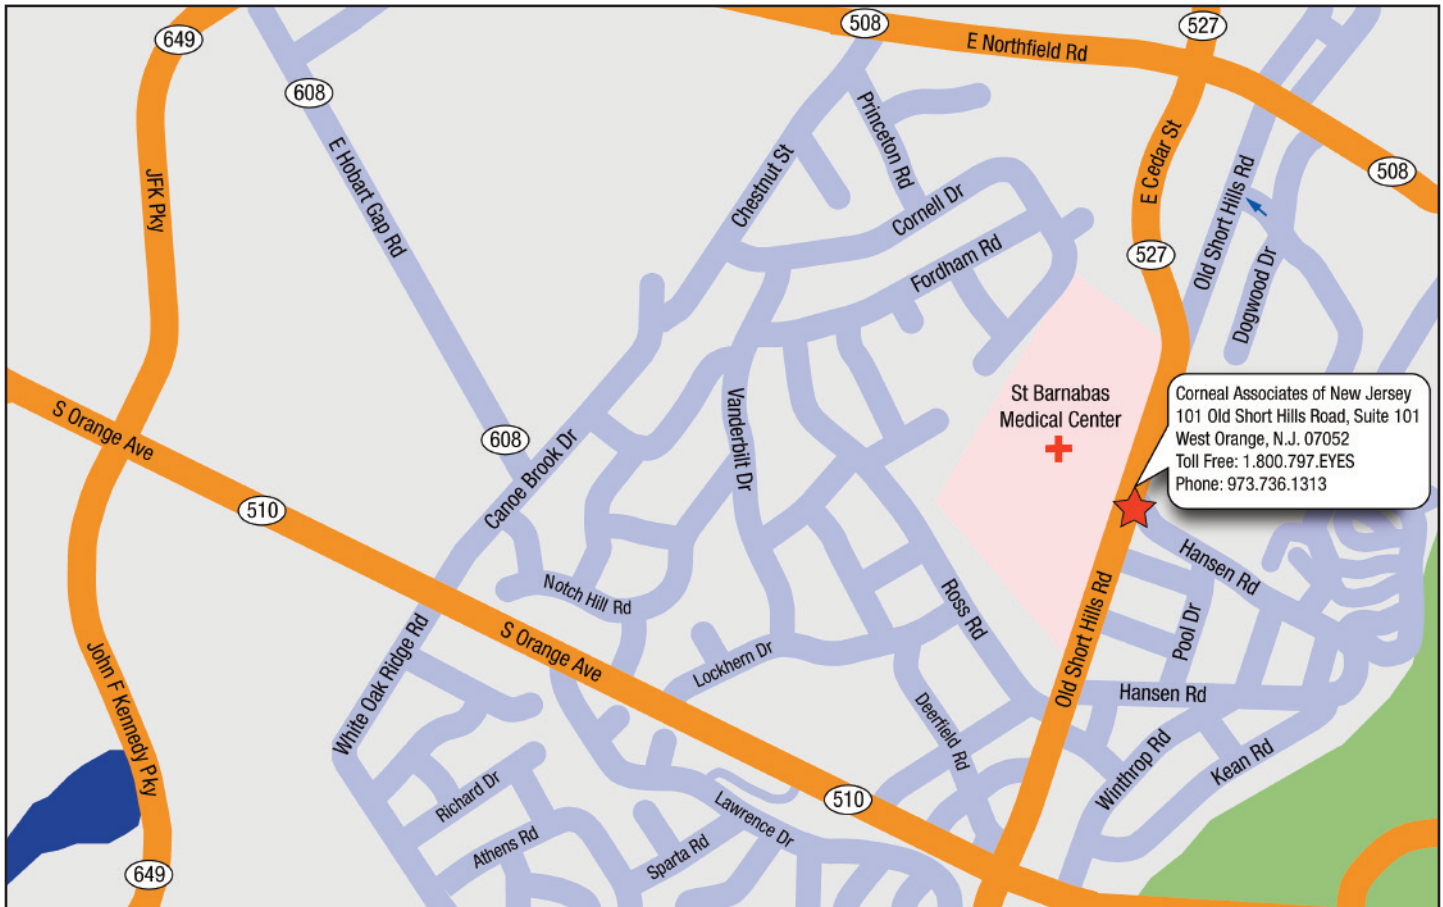 649
508
527
E Northfield Rd
608
Princeton Rd
E Cedar St
508
JFK Pky
E Hobart Gap Rd
Chestnut St
Cornell Dr
Old Short Hills Rd
Fordham Rd
527
Dogwood Dr
S Orange Ave
608
Canoe Brook Dr
Vanderbilt Dr
St Barnabas
Medical Center
Corneal Associates of New Jersey
101 Old Short Hills Road, Suite 101
West Orange, N.J. 07052
Toll Free: 1.800.797.EYES
Phone: 973.736.1313
510
Notch Hill Rd
Ross Rd
Hansen Rd
Old Short Hills Rd
Pool Dr
White Oak Ridge Rd
S Orange Ave
Lockhern Dr
Hansen Rd
John F Kennedy Pky
Deerfield Rd
Winthrop Rd
Kean Rd
Richard Dr
510
Lawrence Dr
Athens Rd
Sparta Rd
649